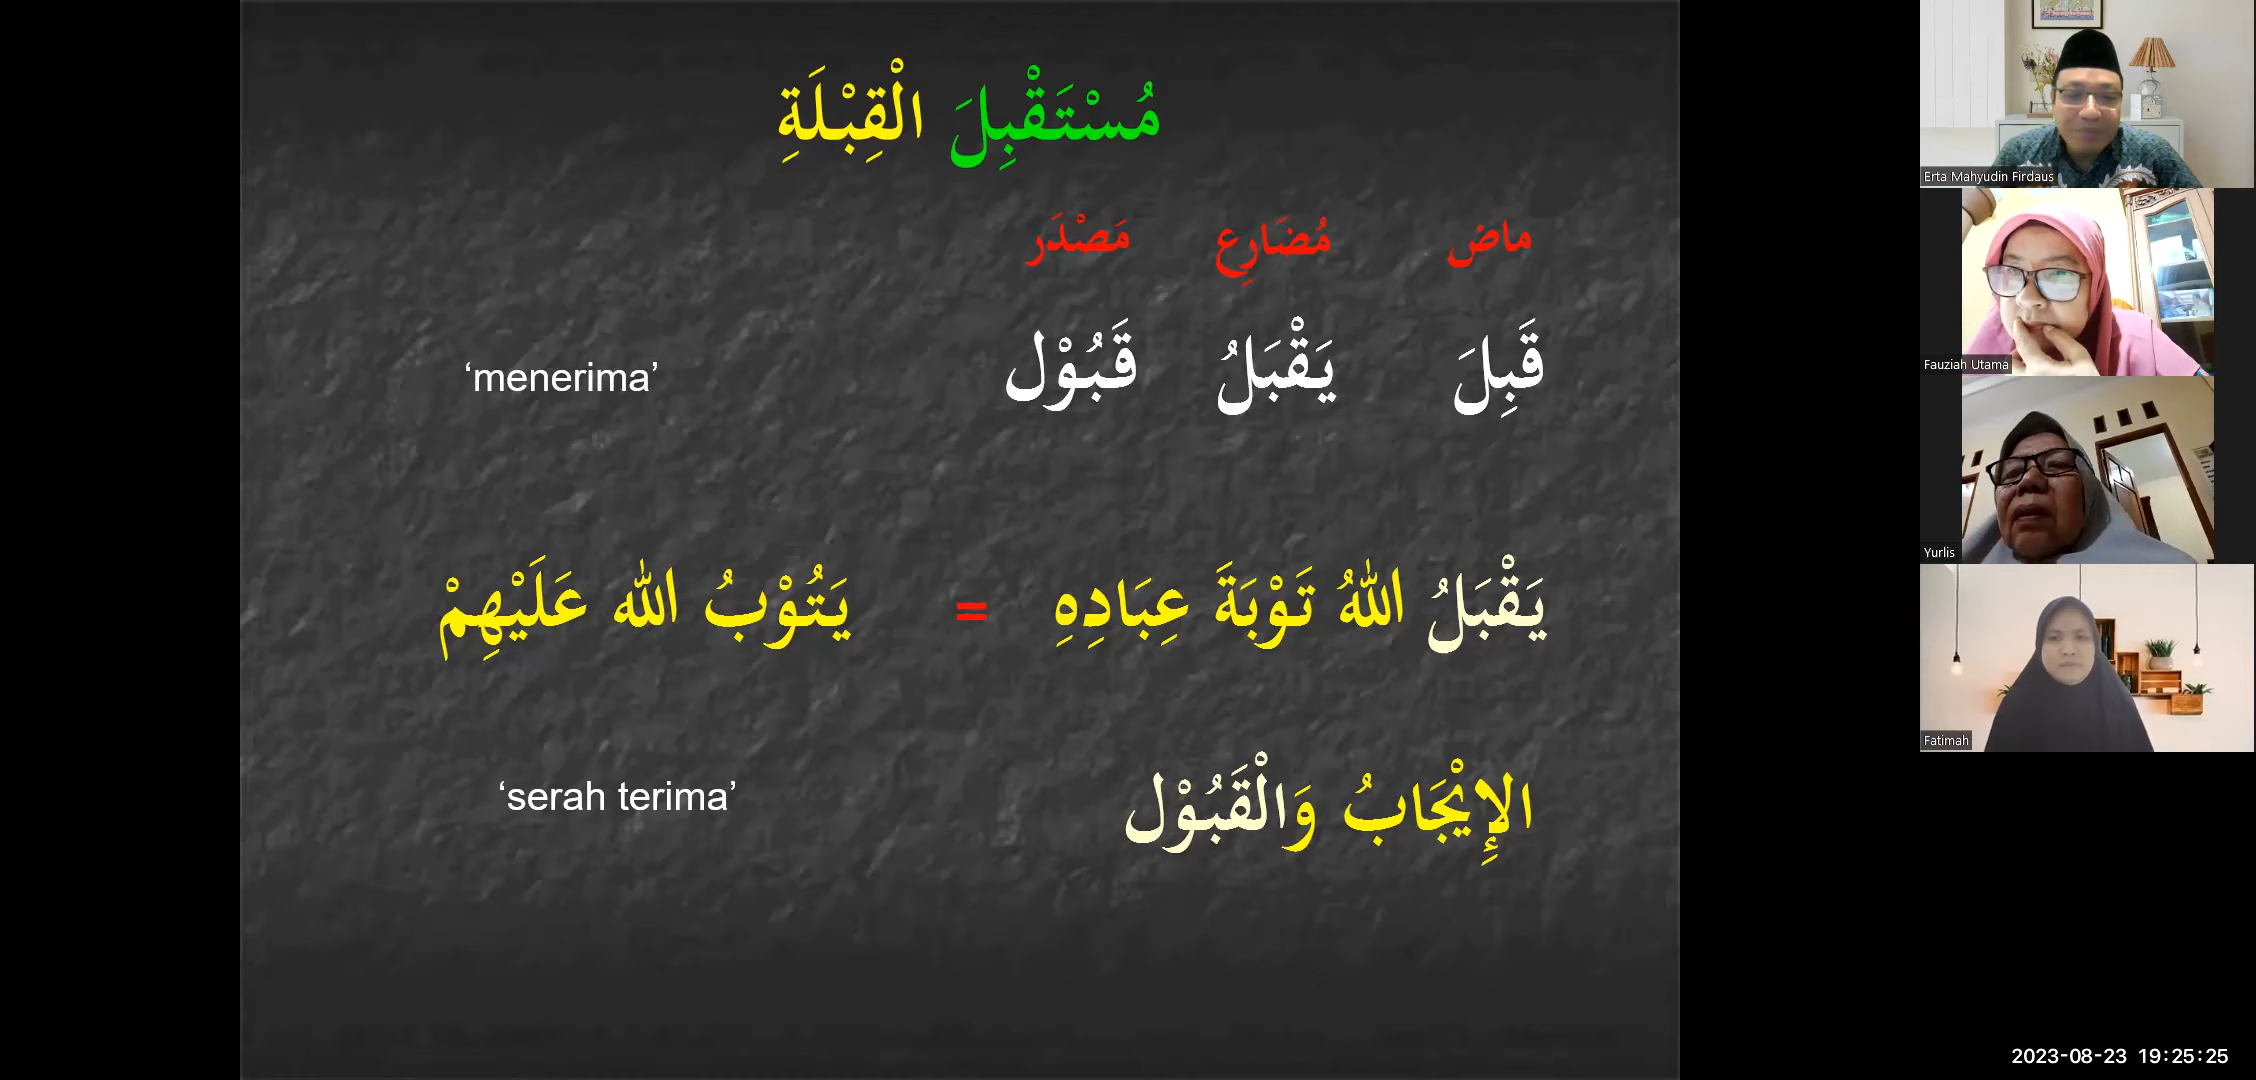 مُسْتَقْبِلَ الْقِبْلَةِ
ماض مُضَارِع مَصْدَر
قَبِلَ يَقْبَلُ قَبُوْل ‘menerima’
يَقْبَلُ اللهُ تَوْبَةَ عِبَادِهِ = يَتُوْبُ الله عَلَيْهِمْ
الإِيْجَابُ وَالْقَبُوْل ‘serah terima’
Erta Mahyudin Firdaus
Fauziah Utama
Yurlis
Fatimah
2023-08-23 19:25:25